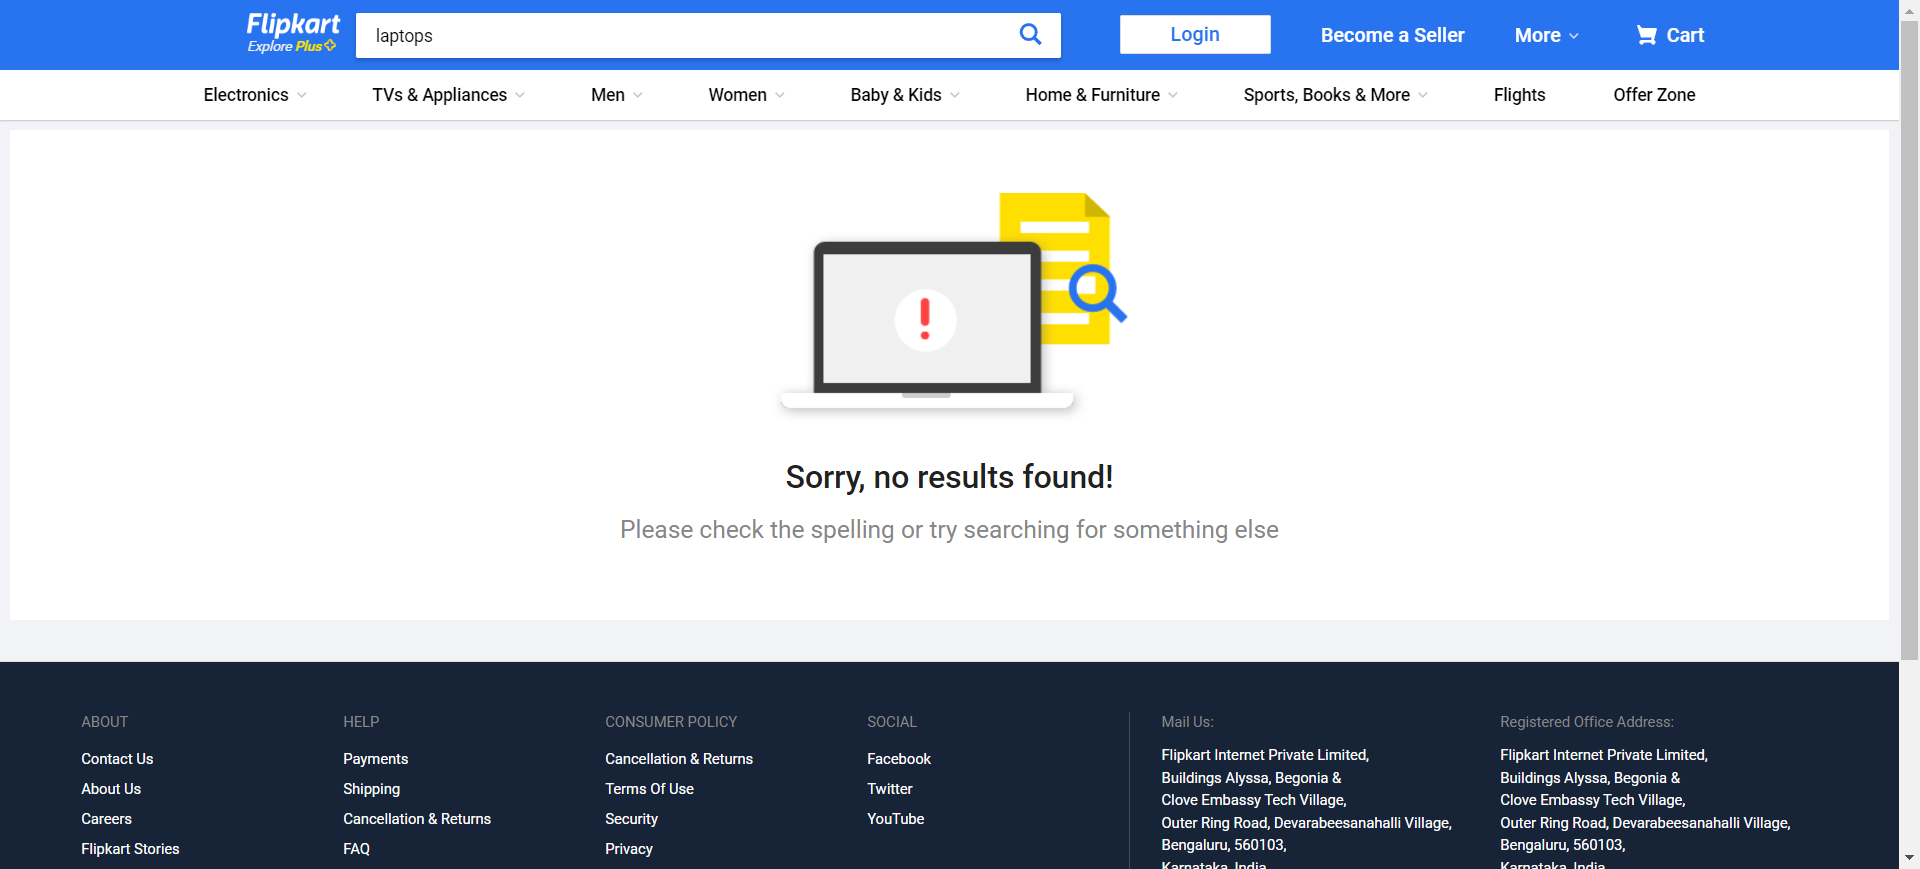 Flipkart
Explore Plus
laptops
Login
Become a Seller
More
Cart
Electronics
TVs & Appliances
Men
Women
Baby & Kids
Home & Furniture
Sports, Books & More
Flights
Offer Zone
Sorry, no results found!
Please check the spelling or try searching for something else
ABOUT
Contact Us
About Us
Careers
Flipkart Stories
HELP
Payments
Shipping
Cancellation & Returns
FAQ
CONSUMER POLICY
Cancellation & Returns
Terms Of Use
Security
Privacy
SOCIAL
Facebook
Twitter
YouTube
Mail Us:
Flipkart Internet Private Limited,
Buildings Alyssa, Begonia &
Clove Embassy Tech Village,
Outer Ring Road, Devarabeesanahalli Village,
Bengaluru, 560103,
Karnataka, India
Registered Office Address:
Flipkart Internet Private Limited,
Buildings Alyssa, Begonia &
Clove Embassy Tech Village,
Outer Ring Road, Devarabeesanahalli Village,
Bengaluru, 560103,
Karnataka, India